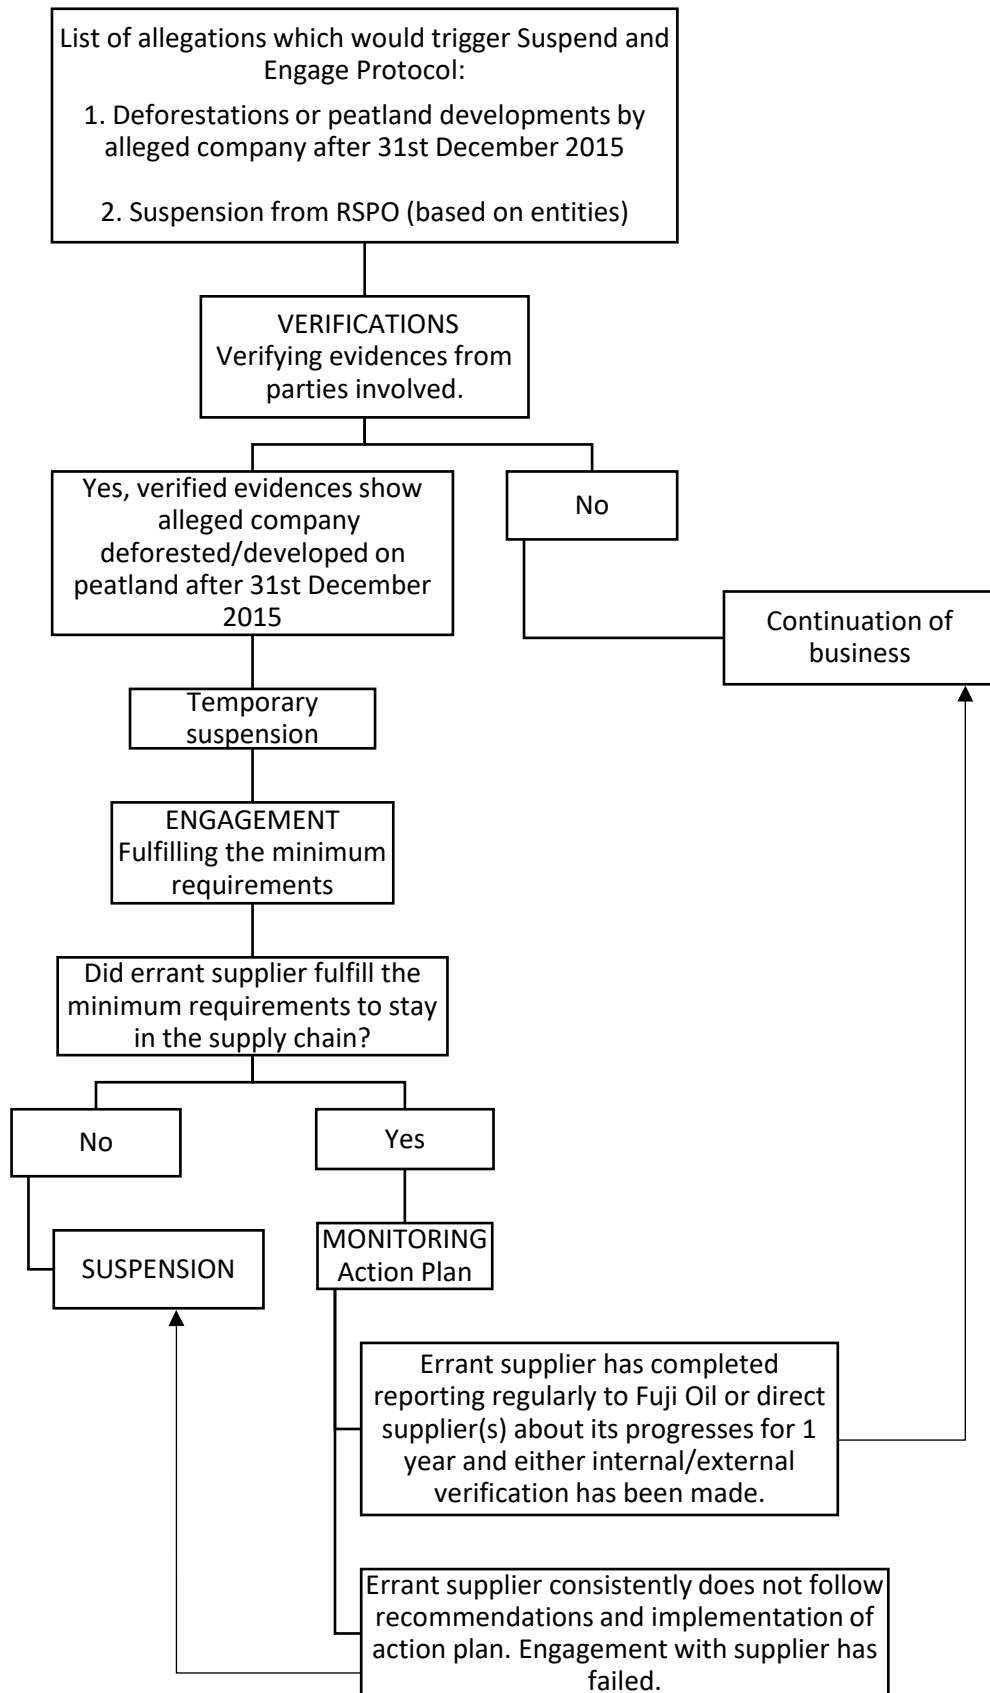 List of allegations which would trigger Suspend and
Engage Protocol:
1. Deforestations or peatland developments by
alleged company after 31st December 2015
2. Suspension from RSPO (based on entities)
VERIFICATIONS
Verifying evidences from
parties involved.
Yes, verified evidences show
alleged company
deforested/developed on
peatland after 31st December
2015
No
Continuation of
business
Temporary
suspension
ENGAGEMENT
Fulfilling the minimum
requirements
Did errant supplier fulfill the
minimum requirements to stay
in the supply chain?
No
Yes
SUSPENSION
MONITORING
Action Plan
Errant supplier has completed
reporting regularly to Fuji Oil or direct
supplier(s) about its progresses for 1
year and either internal/external
verification has been made.
Errant supplier consistently does not follow
recommendations and implementation of
action plan. Engagement with supplier has
failed.